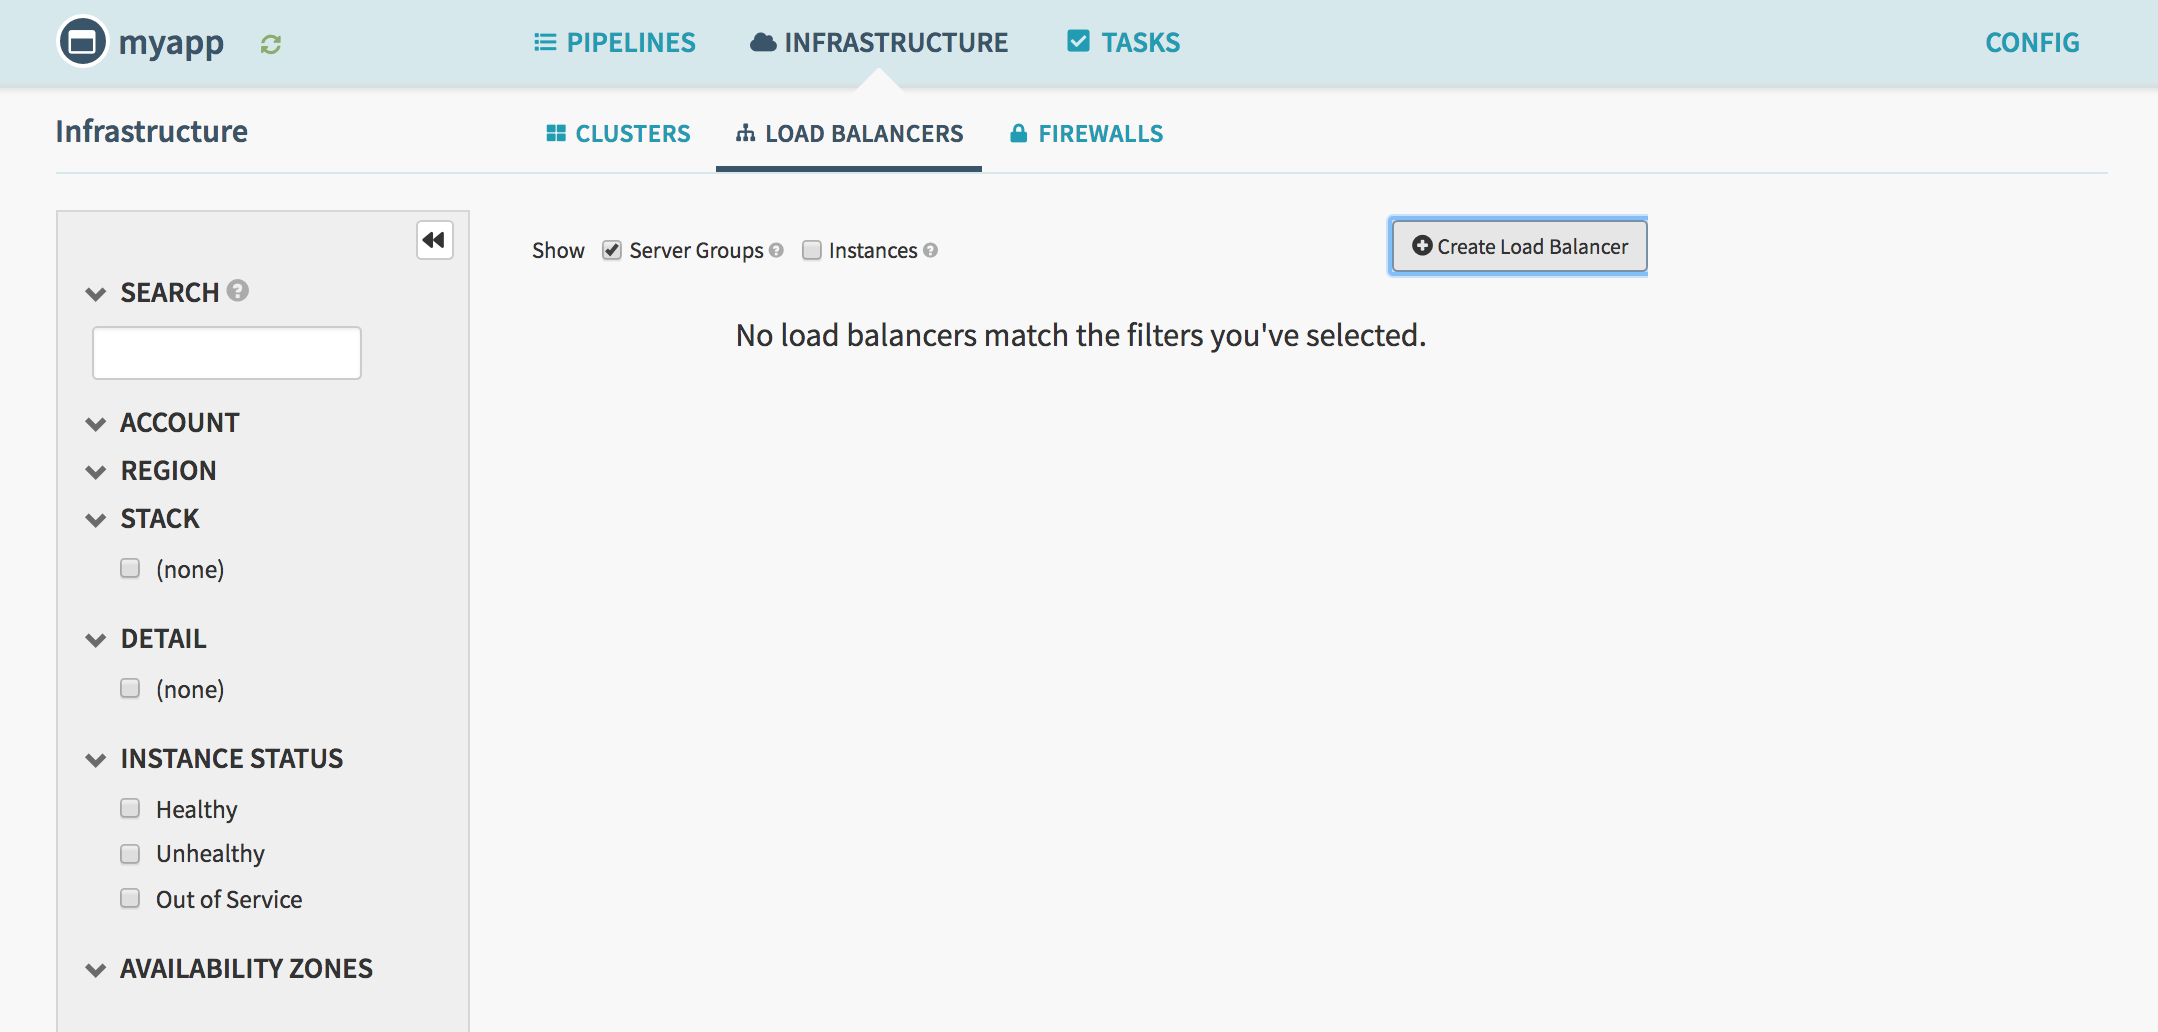 myapp
PIPELINES INFRASTRUCTURE TASKS CONFIG
Infrastructure
CLUSTERS LOAD BALANCERS FIREWALLS
Show Server Groups ? Instances ?
Create Load Balancer
No load balancers match the filters you've selected.
SEARCH ?
ACCOUNT
REGION
STACK
(none)
DETAIL
(none)
INSTANCE STATUS
Healthy
Unhealthy
Out of Service
AVAILABILITY ZONES